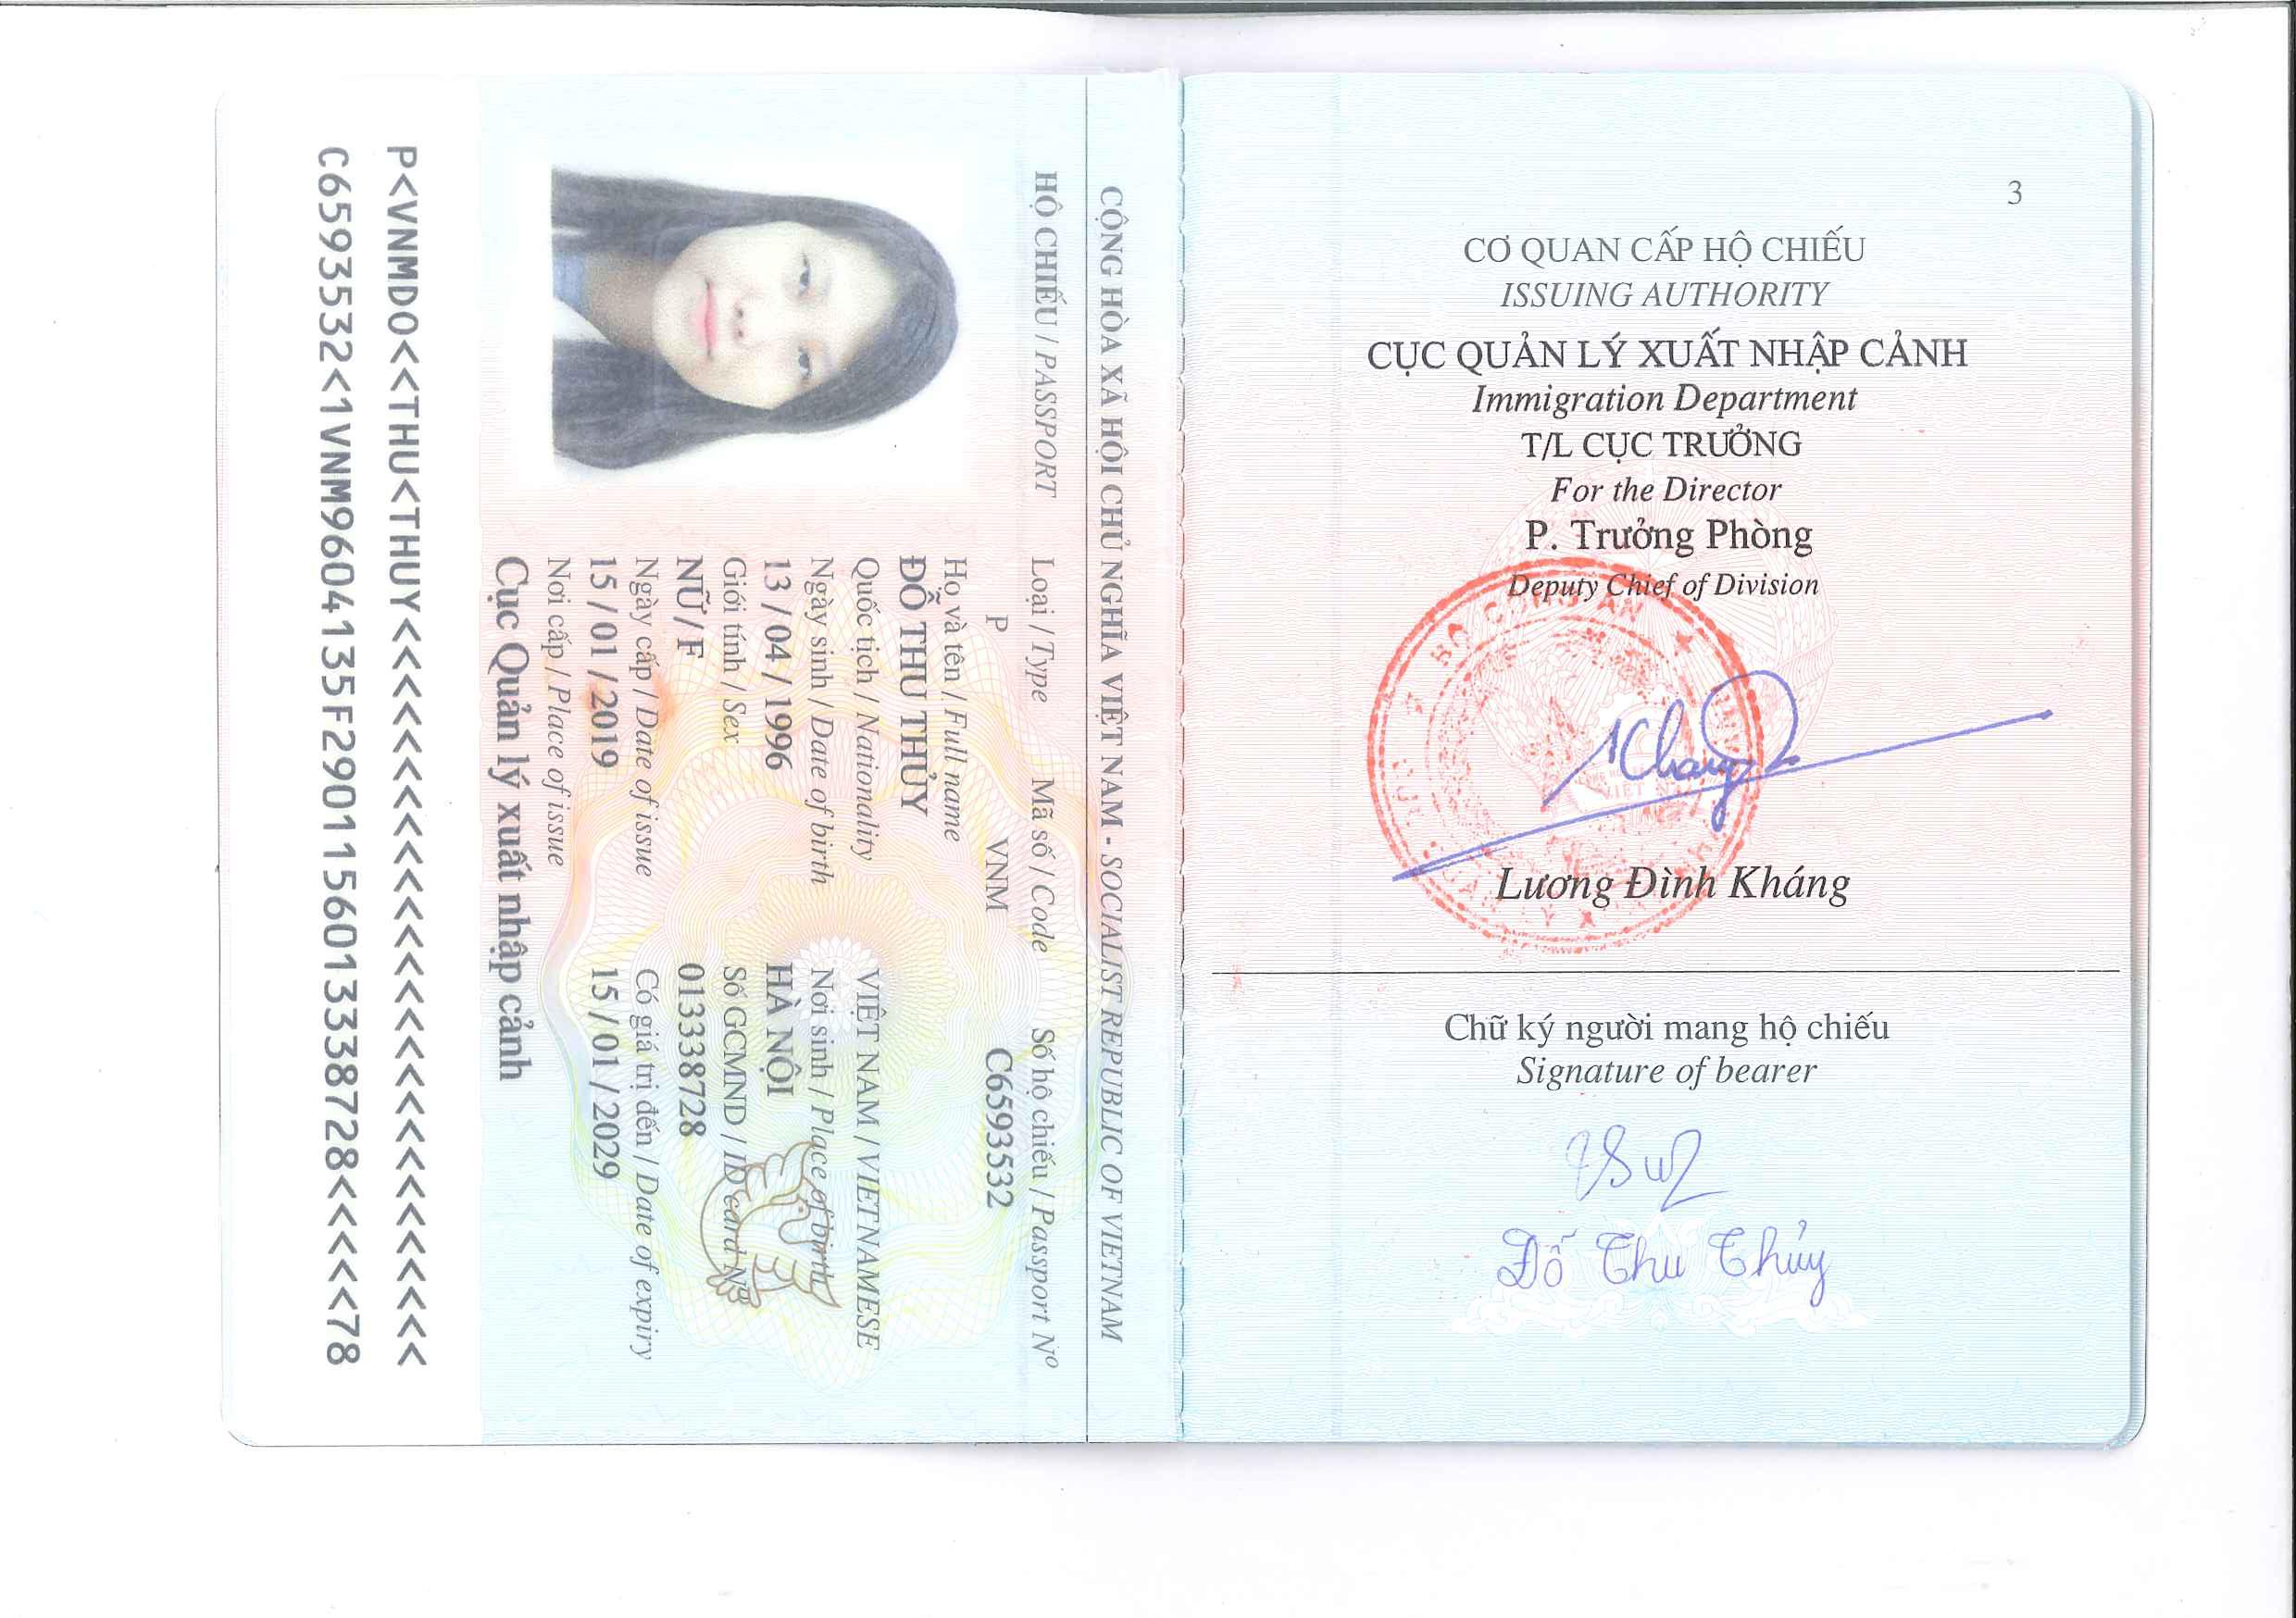 3
CƠ QUAN CẤP HỘ CHIẾU
ISSUING AUTHORITY
CỤC QUẢN LÝ XUẤT NHẬP CẢNH
Immigration Department
T/L CỤC TRƯỞNG
For the Director
P. Trưởng Phòng
Deputy Chief of Division
BỘ CÔNG AN
Lương Đình Kháng
Chữ ký người mang hộ chiếu
Signature of bearer
Đỗ Thu Thủy
CỘNG HÒA XÃ HỘI CHỦ NGHĨA VIỆT NAM - SOCIALIST REPUBLIC OF VIETNAM
HỘ CHIẾU / PASSPORT Loại / Type Mã số / Code Số hộ chiếu / Passport Nº
P VNM C6593532
Họ và tên / Full name
ĐỖ THU THỦY
Quốc tịch / Nationality VIỆT NAM / VIETNAMESE
Ngày sinh / Date of birth Nơi sinh / Place of birth
13 / 04 / 1996 HÀ NỘI
Giới tính / Sex Số GCMND / ID card Nº
NỮ / F 013338728
Ngày cấp / Date of issue Có giá trị đến / Date of expiry
15 / 01 / 2019 15 / 01 / 2029
Nơi cấp / Place of issue
Cục Quản lý xuất nhập cảnh
P<VNMDO<<THU<THUY<<<<<<<<<<<<<<<<<<<<<<<<<<<
C6593532<1VNM9604135F2901156013338728<<<<<78